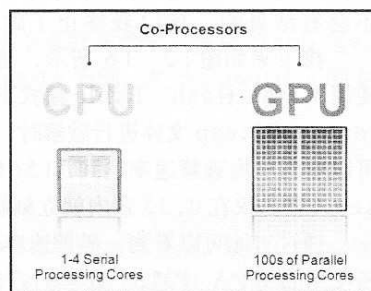 Co-Processors
CPU
GPU
1-4 Serial
Processing Cores
100s of Parallel
Processing Cores